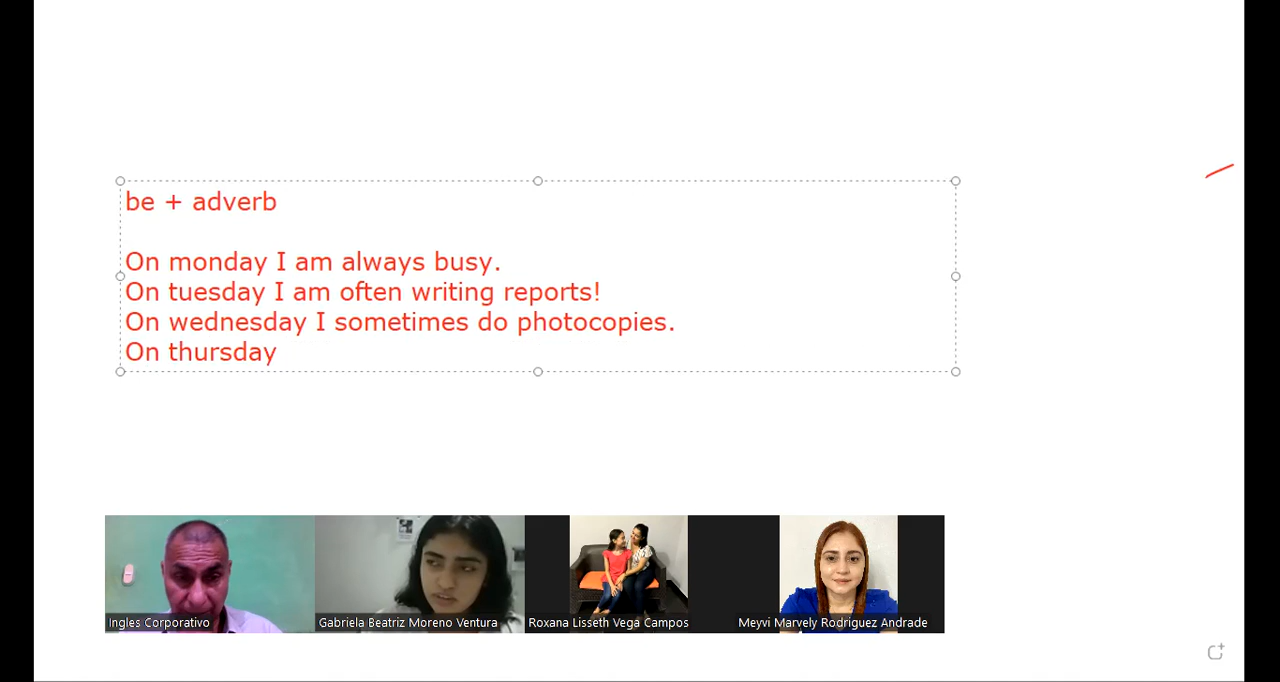 be + adverb
On monday I am always busy.
On tuesday I am often writing reports!
On wednesday I sometimes do photocopies.
On thursday
Ingles Corporativo
Gabriela Beatriz Moreno Ventura
Roxana Lisseth Vega Campos
Meyvi Marvely Rodriguez Andrade